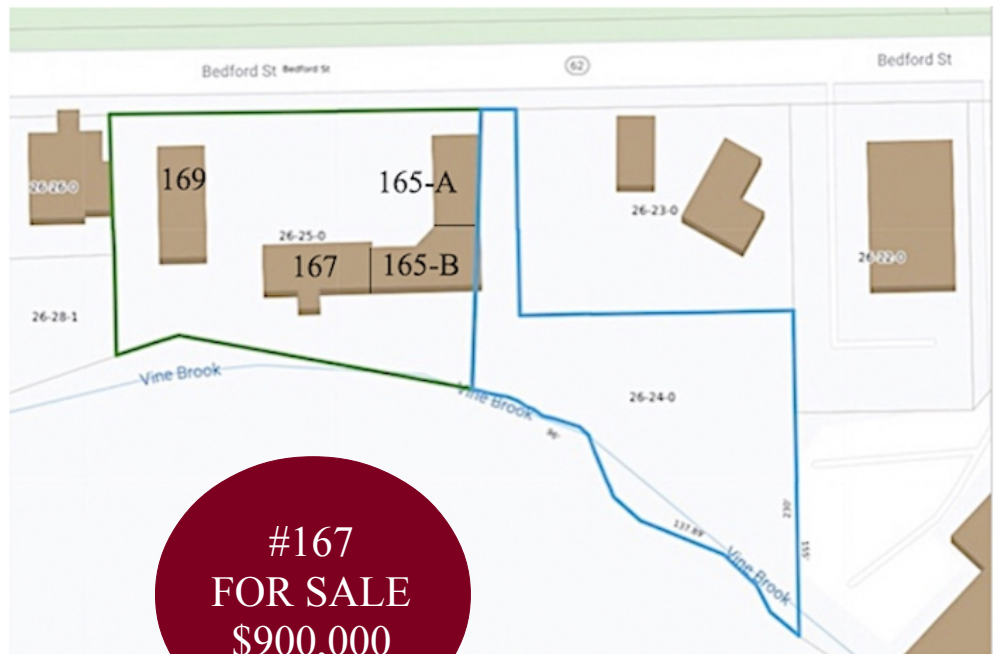 Bedford St Bedford St
62
Bedford St
26-26-0
169
165-A
26-23-0
26-25-0
167
165-B
26-22-0
26-28-1
Vine Brook
Vine Brook
26-24-0
96'
230'
137.89
155'
Vine Brook
#167
FOR SALE
$900,000